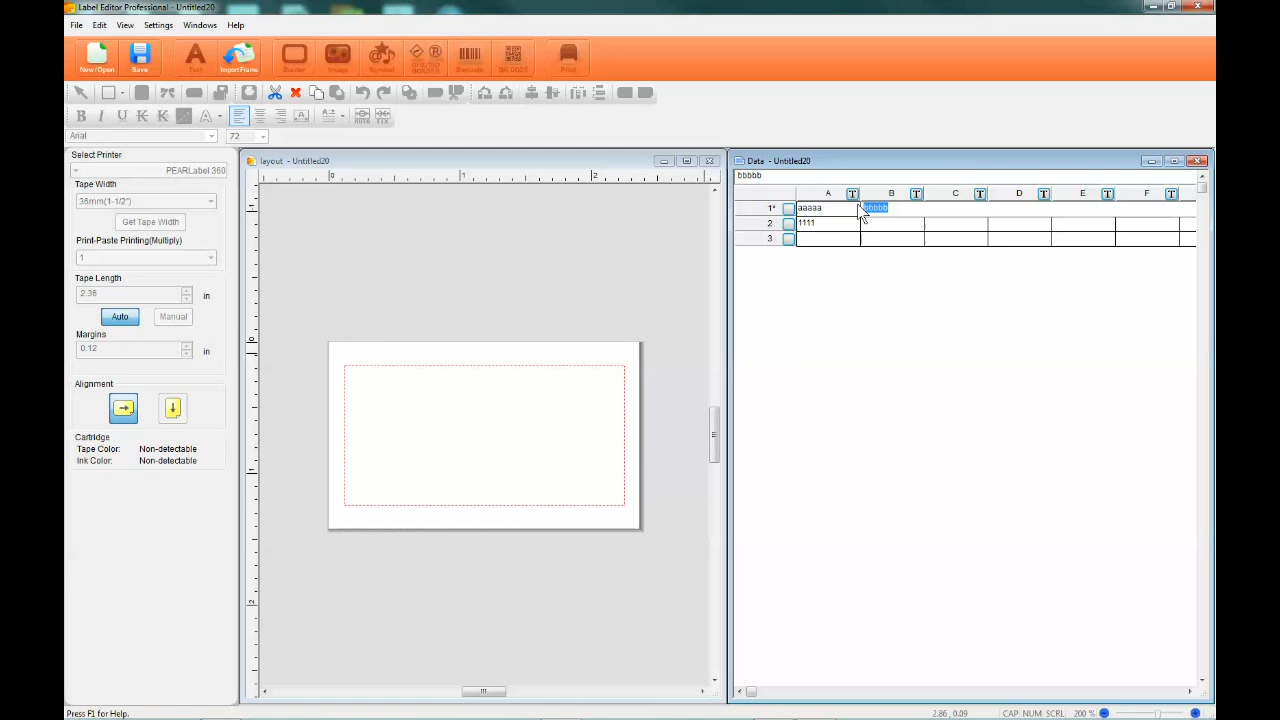 Label Editor Professional - Untitled20
File Edit View Settings Windows Help
New/Open Save Text Import Frame Border Image Symbol Barcode QR CODE Print
B I U K K A
Arial 72
Select Printer
PEARLabel 360
Tape Width
36mm(1-1/2")
Get Tape Width
Print-Paste Printing(Multiply)
1
Tape Length
2.36 in
Auto Manual
Margins
0.12 in
Alignment
Cartridge
Tape Color: Non-detectable
Ink Color: Non-detectable
layout - Untitled20
0 1 2
1
0
1
2
Data - Untitled20
bbbbb
A T B T C T D T E T F T
1* aaaaa bbbbb
2 1111
3
Press F1 for Help.
2.86 , 0.09 CAP NUM SCRL 200 %